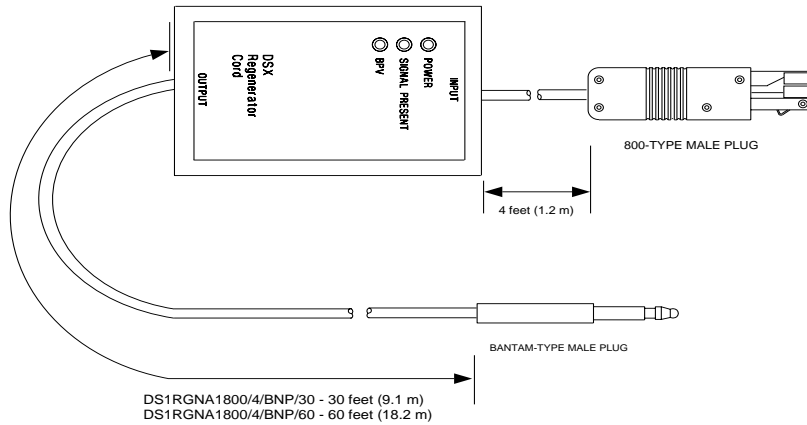 DSX
Regenerator
Cord
OUTPUT
BPV
SIGNAL PRESENT
POWER
INPUT
800-TYPE MALE PLUG
4 feet (1.2 m)
BANTAM-TYPE MALE PLUG
DS1RGNA1800/4/BNP/30 - 30 feet (9.1 m)
DS1RGNA1800/4/BNP/60 - 60 feet (18.2 m)